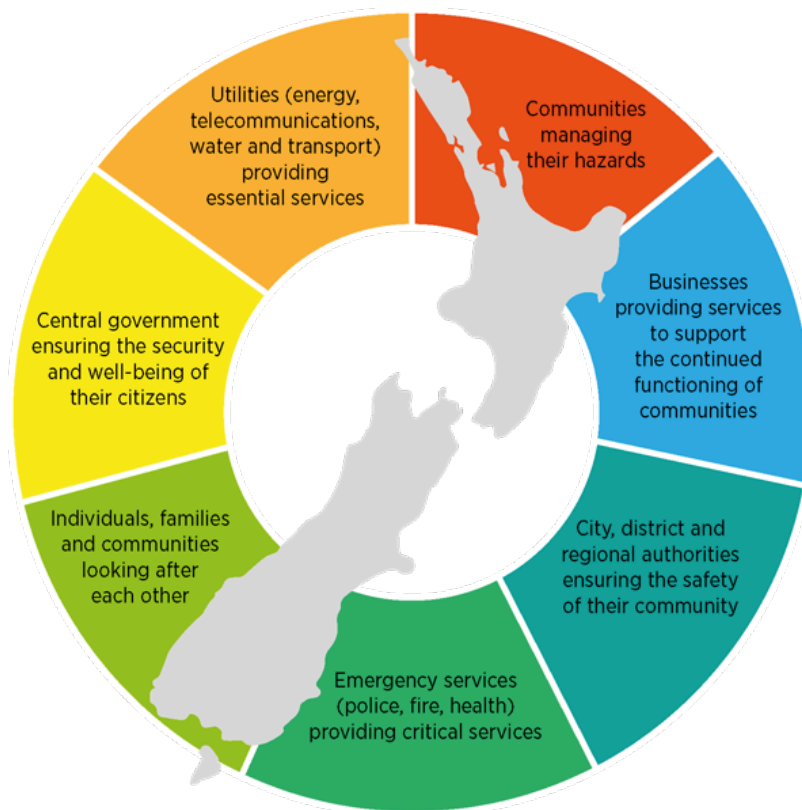 Utilities (energy,
telecommunications,
water and transport)
providing
essential services
Communities
managing
their hazards
Businesses
providing services
to support
the continued
functioning of
communities
City, district and
regional authorities
ensuring the safety
of their community
Emergency services
(police, fire, health)
providing critical services
Individuals, families
and communities
looking after
each other
Central government
ensuring the security
and well-being of
their citizens